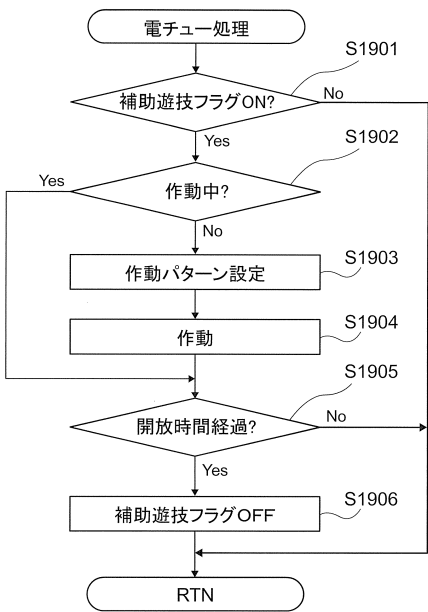 電チュー処理
S1901
補助遊技フラグON?
No
Yes
S1902
Yes
作動中?
No
S1903
作動パターン設定
S1904
作動
S1905
開放時間経過?
No
Yes
S1906
補助遊技フラグOFF
RTN